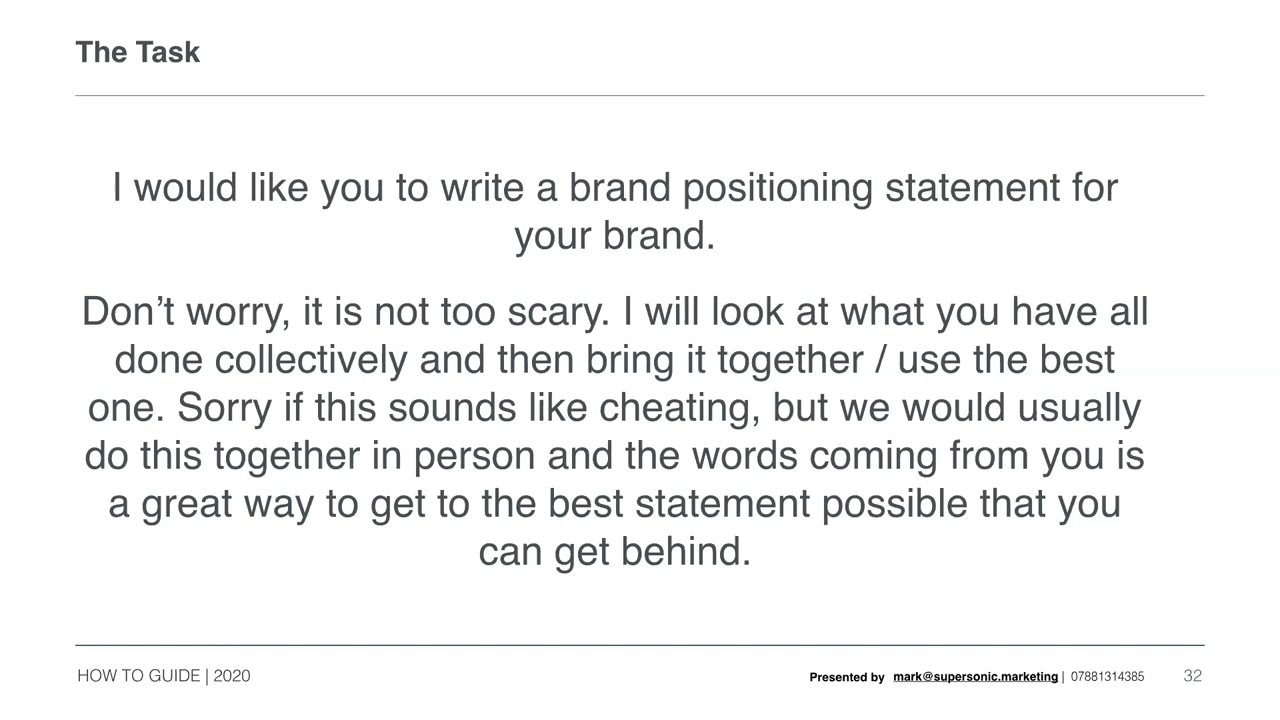 The Task
I would like you to write a brand positioning statement for
your brand.
Don’t worry, it is not too scary. I will look at what you have all
done collectively and then bring it together / use the best
one. Sorry if this sounds like cheating, but we would usually
do this together in person and the words coming from you is
a great way to get to the best statement possible that you
can get behind.
HOW TO GUIDE | 2020
Presented by mark@supersonic.marketing | 07881314385
32